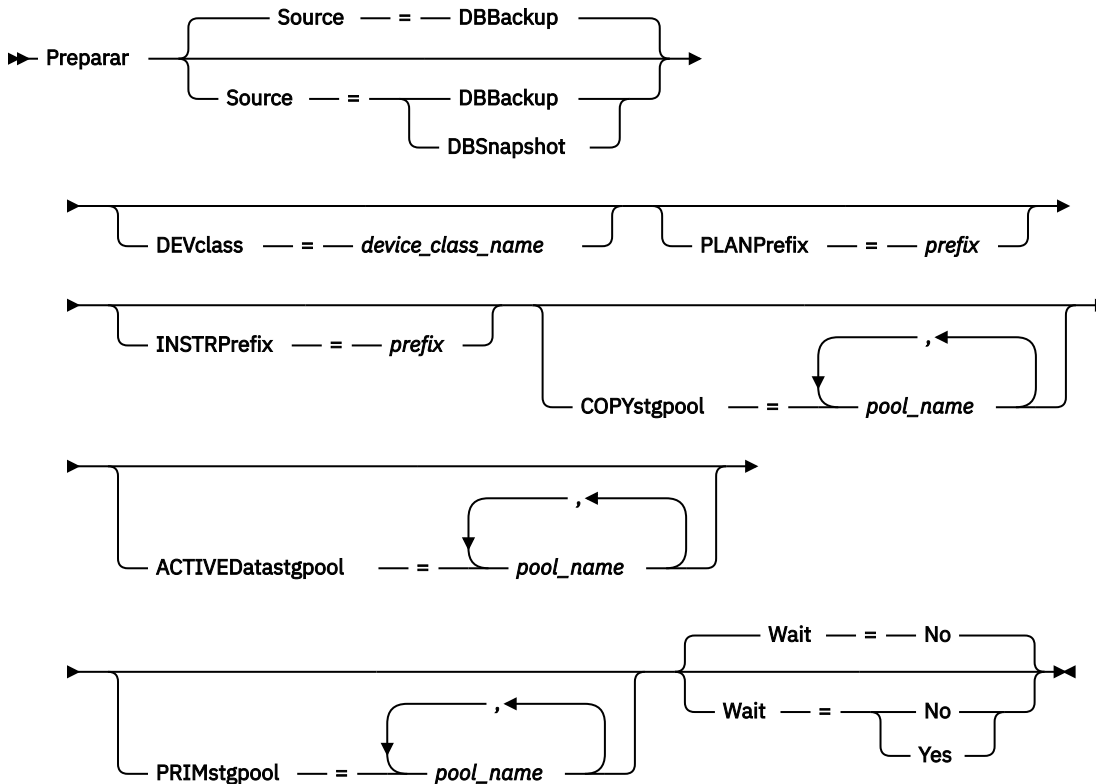 Source — = — DBBackup
Preparar
Source — = — DBBackup
DBSnapshot
DEVclass — = — device_class_name PLANPrefix — = — prefix
INSTRPrefix — = — prefix
,
COPYstgpool — = — pool_name
,
ACTIVEDatastgpool — = — pool_name
Wait — = — No
,
Wait — = — No
Yes
PRIMstgpool — = — pool_name